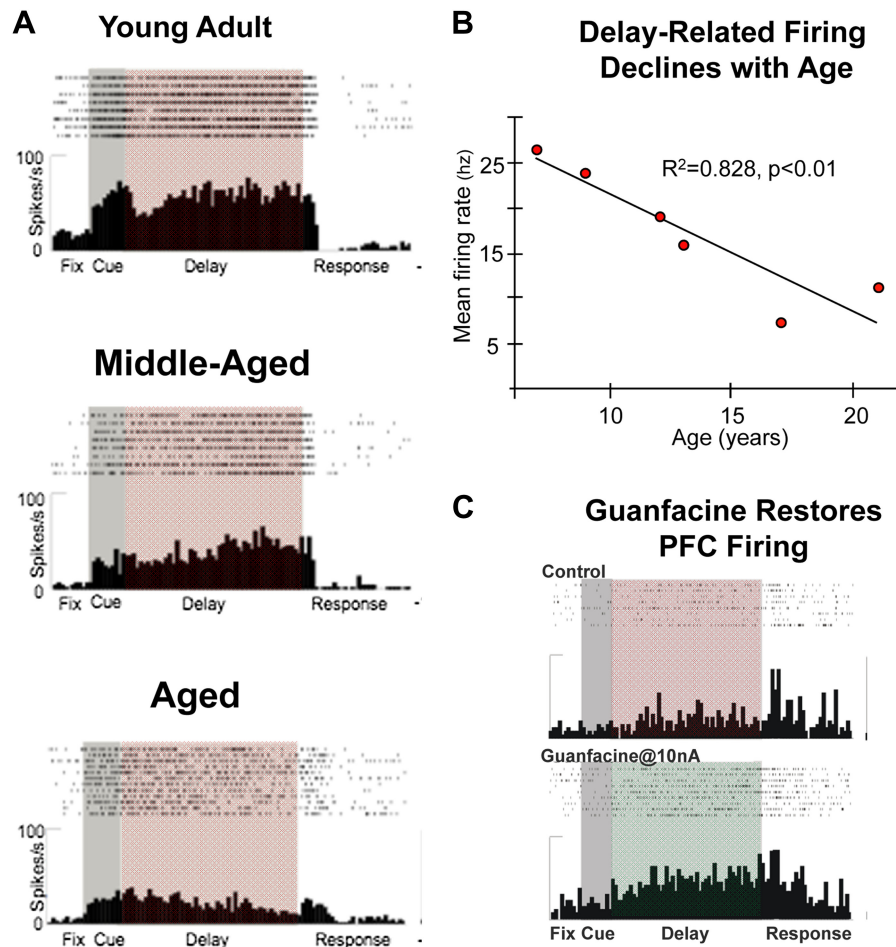 A
Young Adult
100
Spikes/s
0
Fix Cue Delay Response -
Middle-Aged
100
Spikes/s
0
Fix Cue Delay Response -
Aged
100
Spikes/s
0
Fix Cue Delay Response -
B
Delay-Related Firing
Declines with Age
R²=0.828, p<0.01
Mean firing rate (hz)
25
15
5
10 15 20
Age (years)
C
Guanfacine Restores
PFC Firing
Control
Guanfacine@10nA
Fix Cue Delay Response